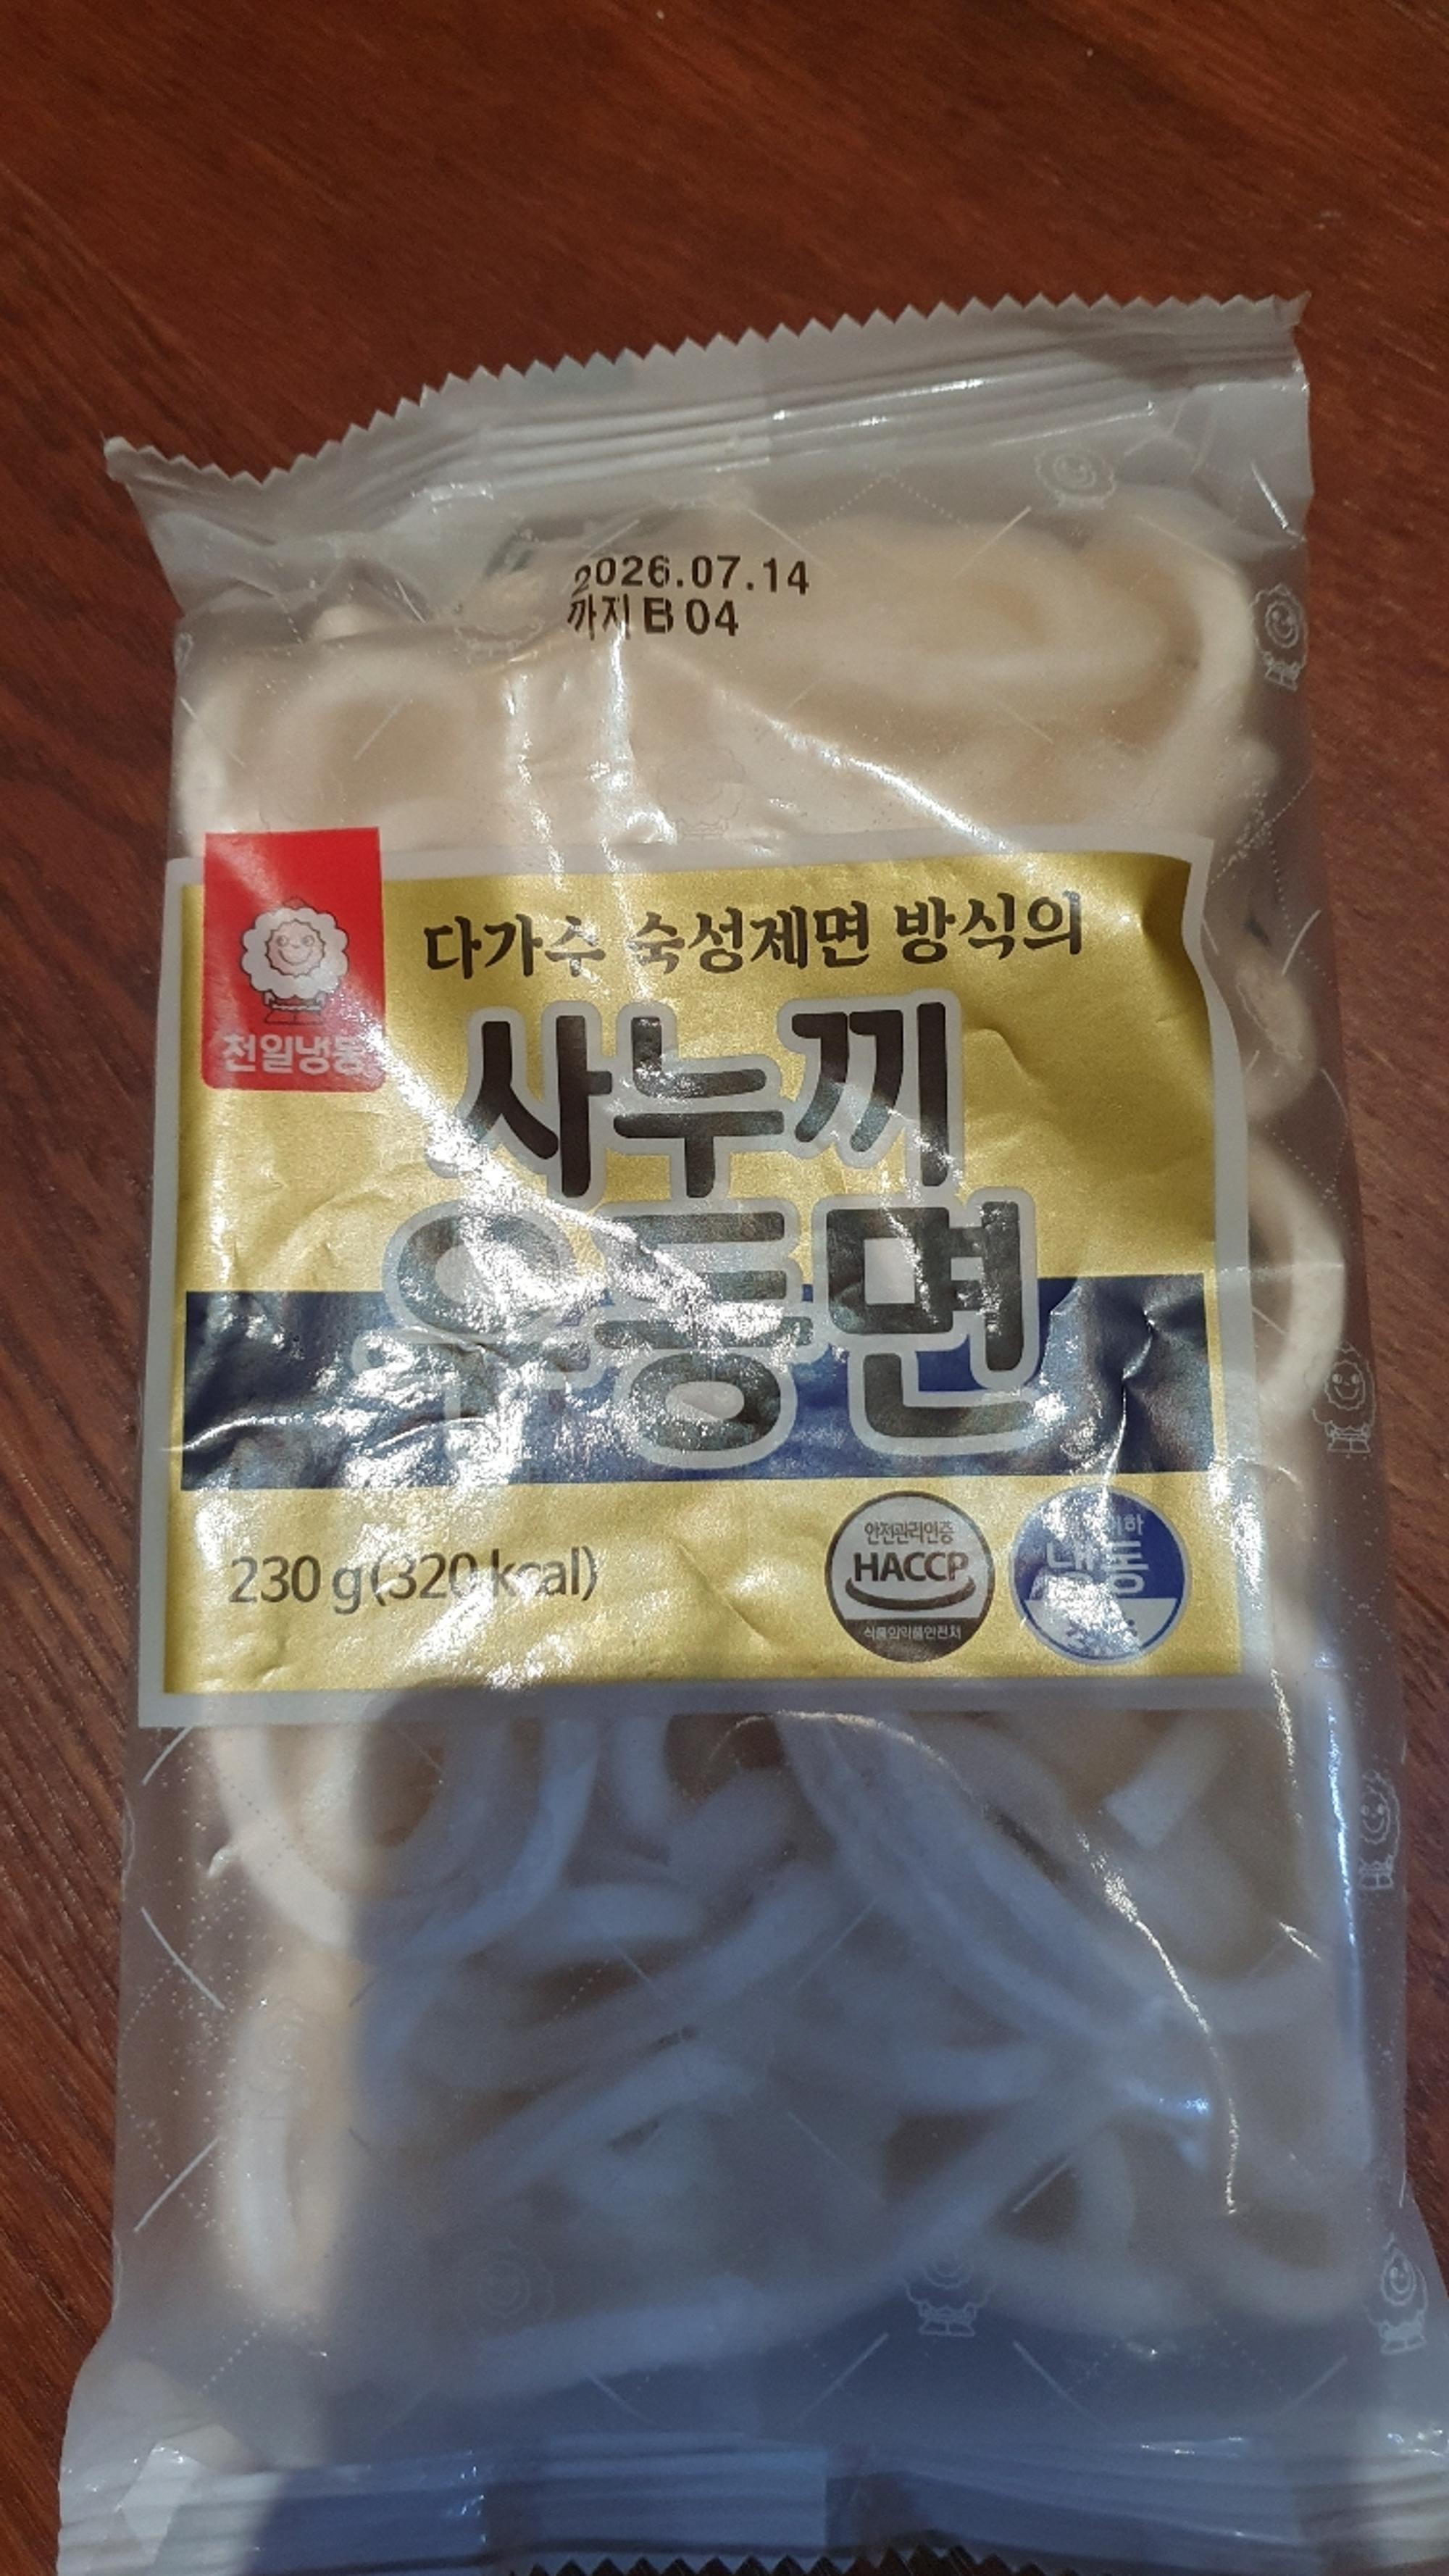 2026.07.14
까지 B 04
다가수 숙성제면 방식의
천일냉동
사누끼
우동면
230 g(320 kcal)
안전관리인증
HACCP
식품의약품안전처
냉동